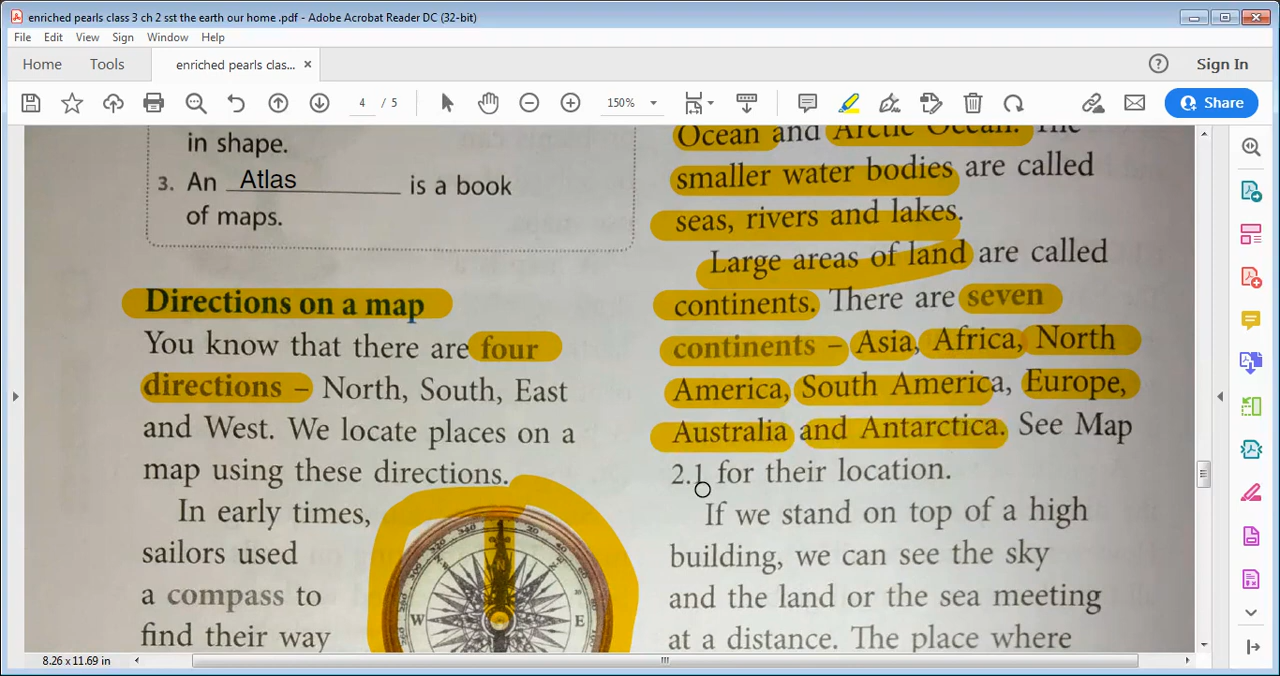 enriched pearls class 3 ch 2 sst the earth our home .pdf - Adobe Acrobat Reader DC (32-bit)
File Edit View Sign Window Help
Home Tools enriched pearls clas... × Sign In
4 / 5 150% Share
in shape.
3. An Atlas is a book
of maps.
Directions on a map
You know that there are four
directions – North, South, East
and West. We locate places on a
map using these directions.
In early times,
sailors used
a compass to
find their way
N
W E
Ocean and Arctic Ocean. The
smaller water bodies are called
seas, rivers and lakes.
Large areas of land are called
continents. There are seven
continents – Asia, Africa, North
America, South America, Europe,
Australia and Antarctica. See Map
2.1 for their location.
If we stand on top of a high
building, we can see the sky
and the land or the sea meeting
at a distance. The place where
8.26 x 11.69 in